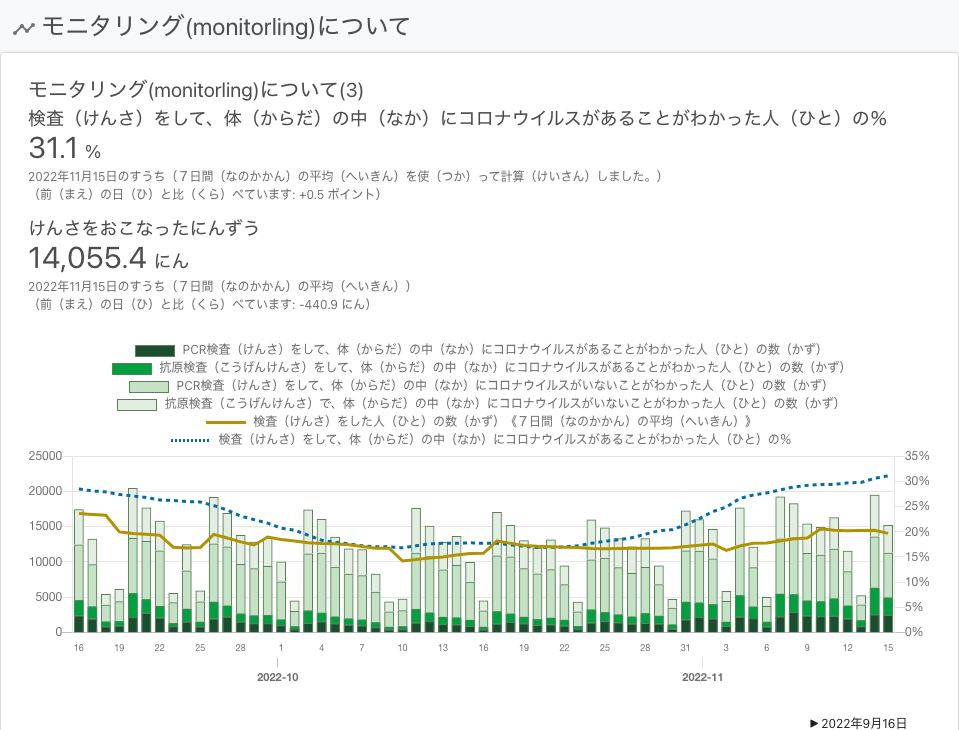 モニタリング(monitorling)について
モニタリング(monitorling)について(3)
検査（けんさ）をして、体（からだ）の中（なか）にコロナウイルスがあることがわかった人（ひと）の%
31.1 %
2022年11月15日のすうち（７日間（なのかかん）の平均（へいきん）を使（つか）って計算（けいさん）しました。）
（前（まえ）の日（ひ）と比（くら）べています: +0.5 ポイント）
けんさをおこなったにんずう
14,055.4 にん
2022年11月15日のすうち（７日間（なのかかん）の平均（へいきん））
（前（まえ）の日（ひ）と比（くら）べています: -440.9 にん）
PCR検査（けんさ）をして、体（からだ）の中（なか）にコロナウイルスがあることがわかった人（ひと）の数（かず）
抗原検査（こうげんけんさ）をして、体（からだ）の中（なか）にコロナウイルスがあることがわかった人（ひと）の数（かず）
PCR検査（けんさ）をして、体（からだ）の中（なか）にコロナウイルスがいないことがわかった人（ひと）の数（かず）
抗原検査（こうげんけんさ）で、体（からだ）の中（なか）にコロナウイルスがいないことがわかった人（ひと）の数（かず）
検査（けんさ）をした人（ひと）の数（かず）《７日間（なのかかん）の平均（へいきん）》
検査（けんさ）をして、体（からだ）の中（なか）にコロナウイルスがあることがわかった人（ひと）の%
25000 35%
30%
20000
25%
15000
20%
15%
10000
10%
5000
5%
0 0%
16 19 22 25 28 1 4 7 10 13 16 19 22 25 28 31 3 6 9 12 15
2022-10 2022-11
▶2022年9月16日